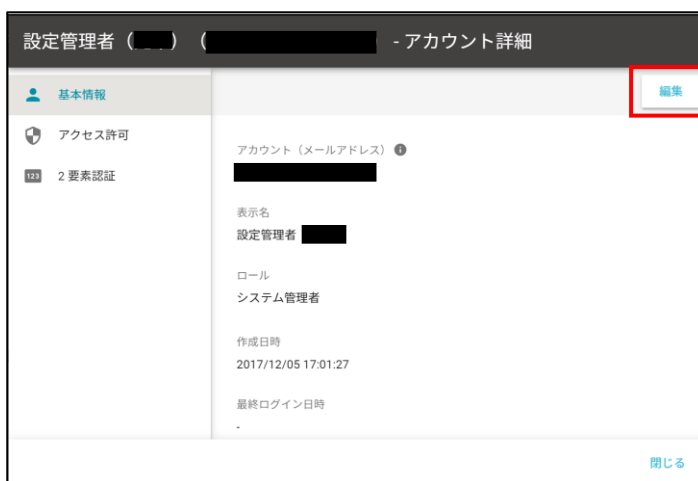 設定管理者（ ）（ - アカウント詳細
編集
基本情報
アクセス許可
123 2 要素認証
アカウント（メールアドレス）
表示名
設定管理者
ロール
システム管理者
作成日時
2017/12/05 17:01:27
最終ログイン日時
-
閉じる